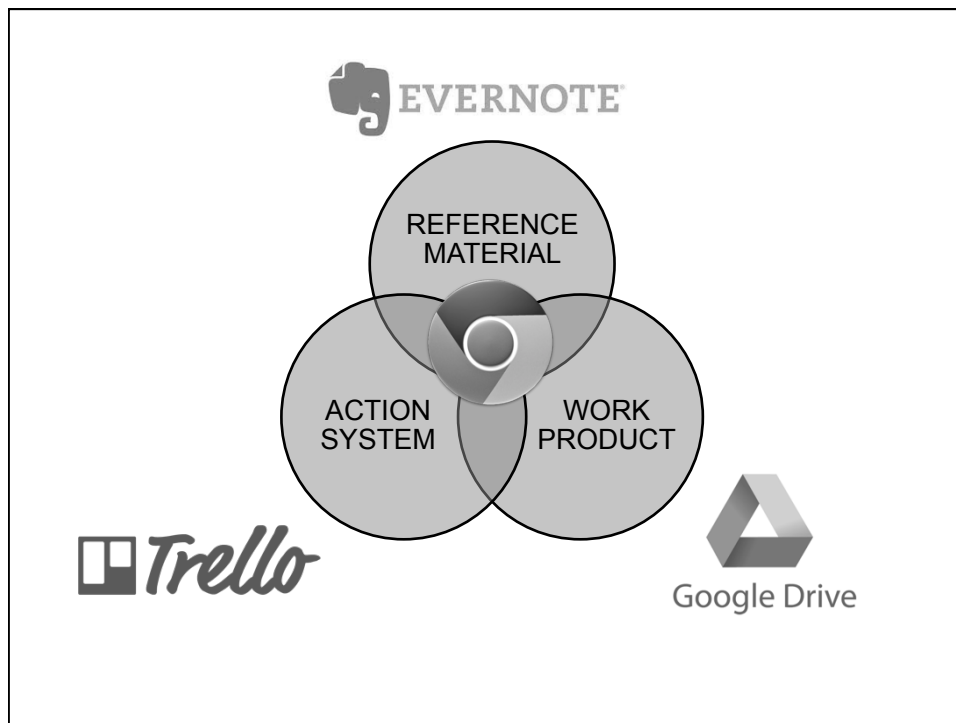 EVERNOTE®
REFERENCE
MATERIAL
ACTION
SYSTEM
WORK
PRODUCT
Trello
Google Drive